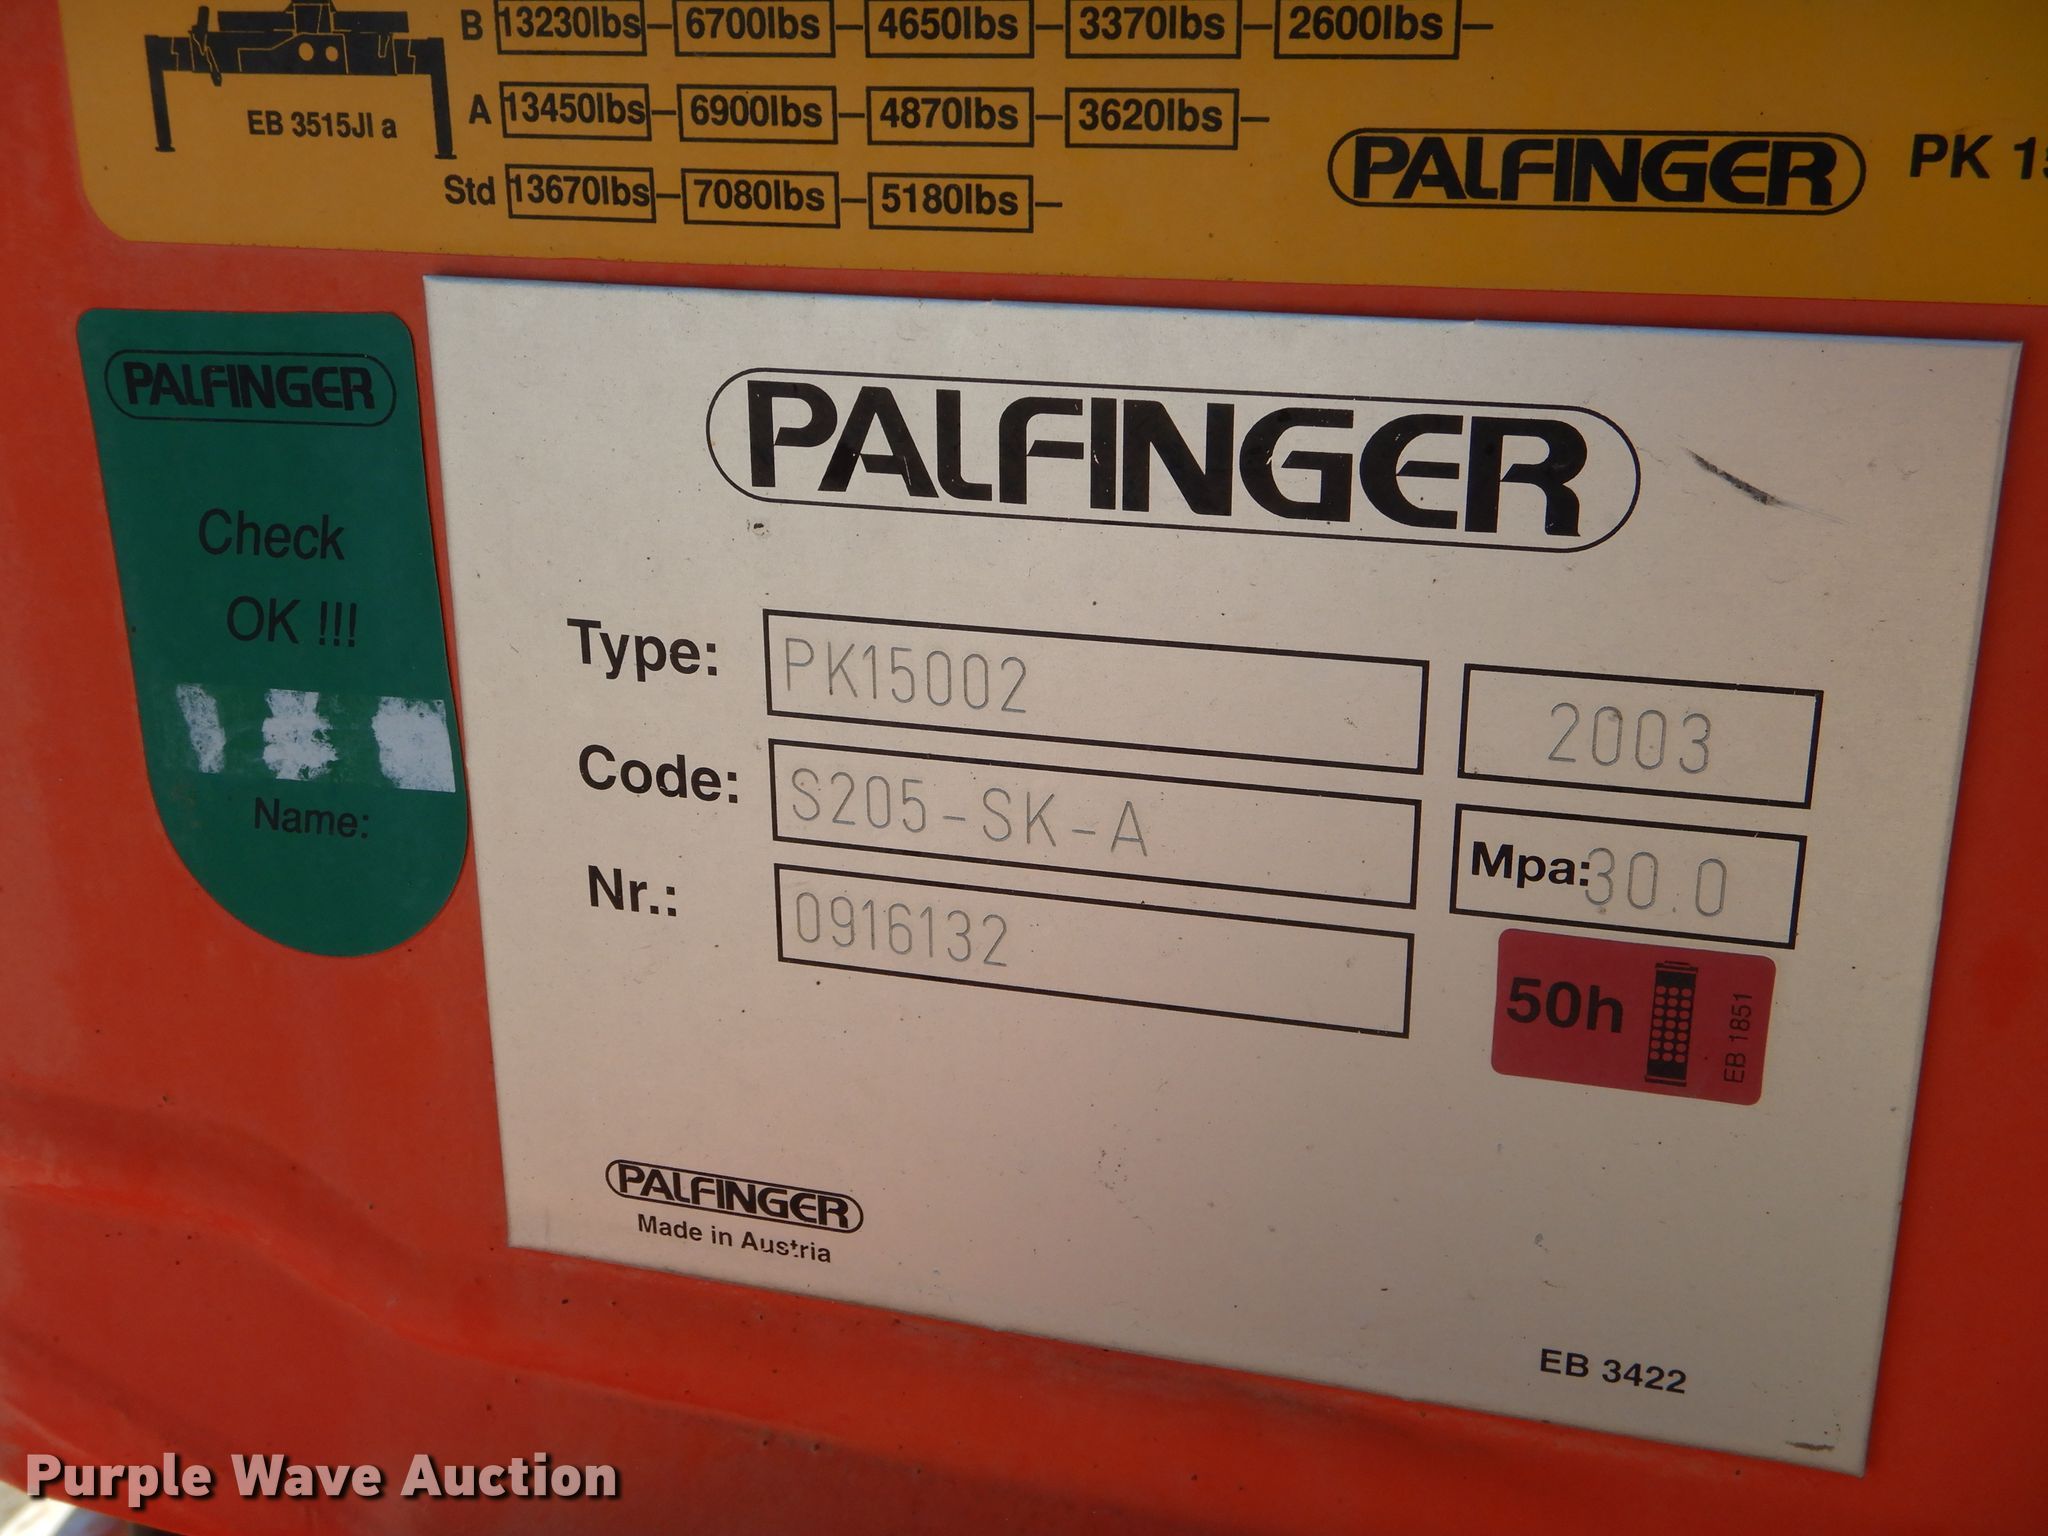 B 13230lbs 6700lbs 4650lbs 3370lbs 2600lbs
A 13450lbs 6900lbs 4870lbs 3620lbs
EB 3515JI a
Std 13670lbs 7080lbs 5180lbs
PALFINGER PK 15
PALFINGER
Check
OK !!!
Name:
PALFINGER
Type: PK15002 2003
Code: S205-SK-A Mpa: 30.0
Nr.: 0916132
50h
EB 1851
PALFINGER
Made in Austria
EB 3422
Purple Wave Auction